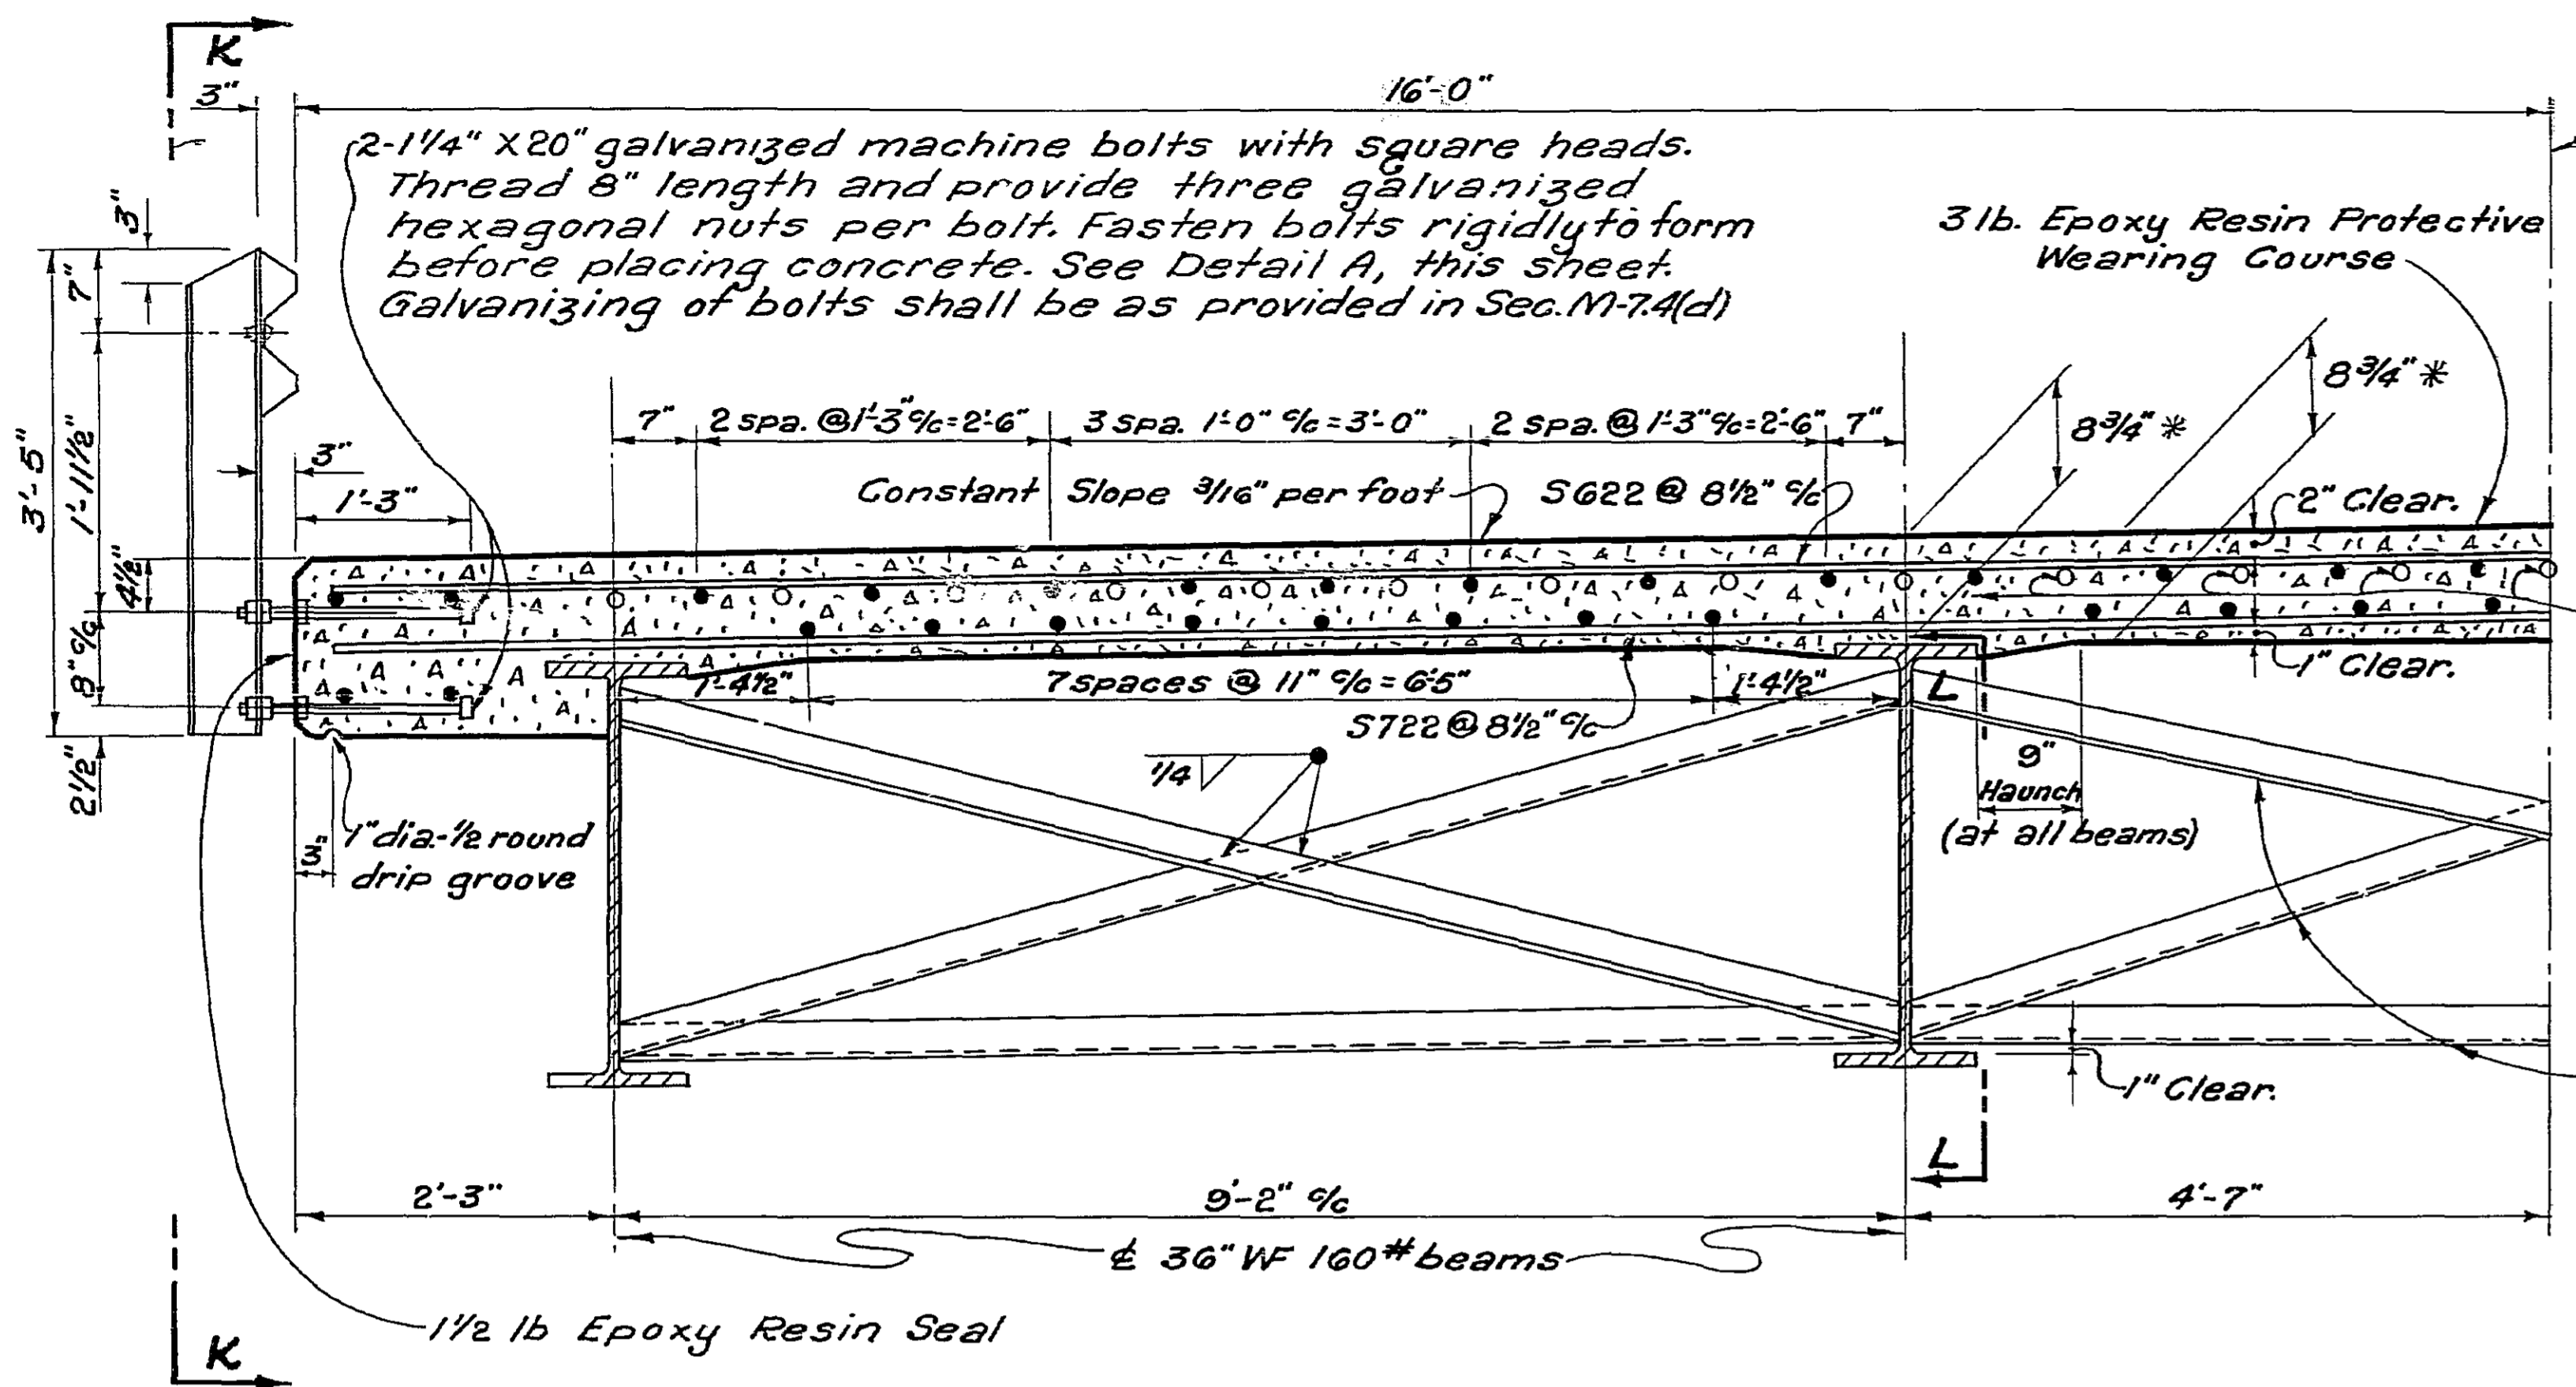 K
3"
16'-0"
2-1¼" X 20" galvanized machine bolts with square heads.
Thread 8" length and provide three galvanized
hexagonal nuts per bolt. Fasten bolts rigidly to form
before placing concrete. See Detail A, this sheet.
Galvanizing of bolts shall be as provided in Sec. M-7.4(d)
3 lb. Epoxy Resin Protective
Wearing Course
3"
7"
3'-5"
1'-11½"
4½"
8" c/c
2½"
3"
1'-3"
7"
2 spa. @ 1'-3" c/c = 2'-6"
3 spa. 1'-0" c/c = 3'-0"
2 spa. @ 1'-3" c/c = 2'-6"
7"
8¾" *
8¾" *
Constant Slope 3/16" per foot
S622 @ 8½" c/c
2" Clear.
1" Clear.
1'-4½"
7 spaces @ 11" c/c = 6'-5"
1'-4½"
L
S722 @ 8½" c/c
1/4
9"
Haunch
(at all beams)
3"
1" dia.-½ round
drip groove
1" Clear.
L
2'-3"
9'-2" c/c
4'-7"
℄ 36" WF 160# beams
1½ lb Epoxy Resin Seal
K